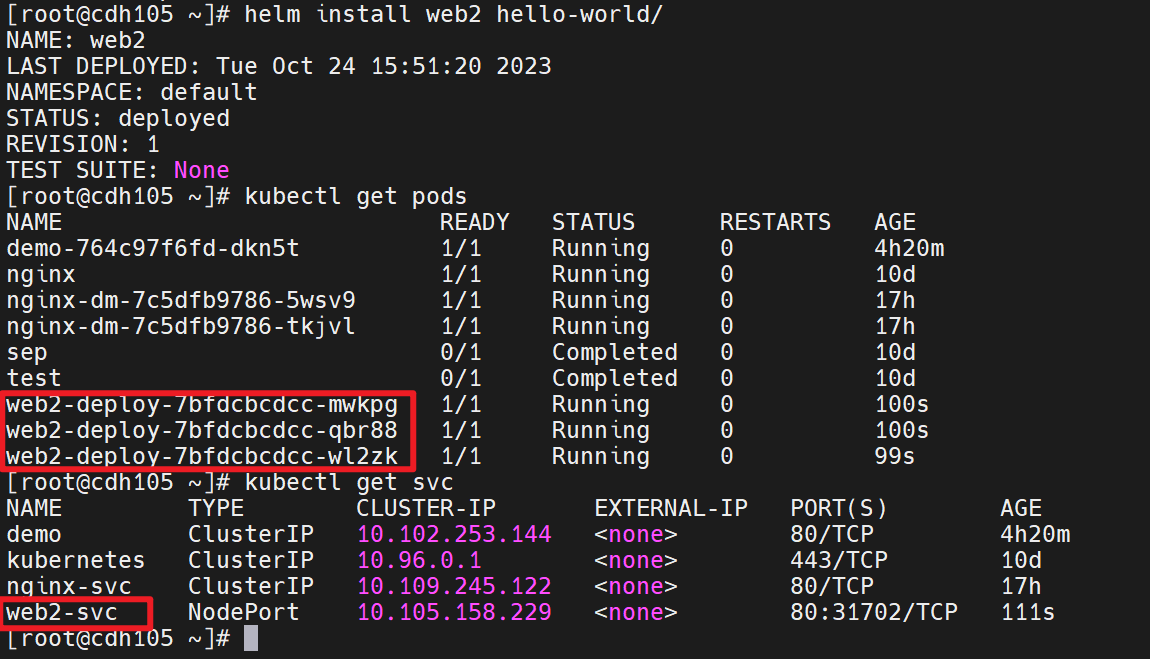 [root@cdh105 ~]# helm install web2 hello-world/
NAME: web2
LAST DEPLOYED: Tue Oct 24 15:51:20 2023
NAMESPACE: default
STATUS: deployed
REVISION: 1
TEST SUITE: None
[root@cdh105 ~]# kubectl get pods
NAME READY STATUS RESTARTS AGE
demo-764c97f6fd-dkn5t 1/1 Running 0 4h20m
nginx 1/1 Running 0 10d
nginx-dm-7c5dfb9786-5wsv9 1/1 Running 0 17h
nginx-dm-7c5dfb9786-tkjvl 1/1 Running 0 17h
sep 0/1 Completed 0 10d
test 0/1 Completed 0 10d
web2-deploy-7bfdcbcdcc-mwkpg 1/1 Running 0 100s
web2-deploy-7bfdcbcdcc-qbr88 1/1 Running 0 100s
web2-deploy-7bfdcbcdcc-wl2zk 1/1 Running 0 99s
[root@cdh105 ~]# kubectl get svc
NAME TYPE CLUSTER-IP EXTERNAL-IP PORT(S) AGE
demo ClusterIP 10.102.253.144 <none> 80/TCP 4h20m
kubernetes ClusterIP 10.96.0.1 <none> 443/TCP 10d
nginx-svc ClusterIP 10.109.245.122 <none> 80/TCP 17h
web2-svc NodePort 10.105.158.229 <none> 80:31702/TCP 111s
[root@cdh105 ~]#